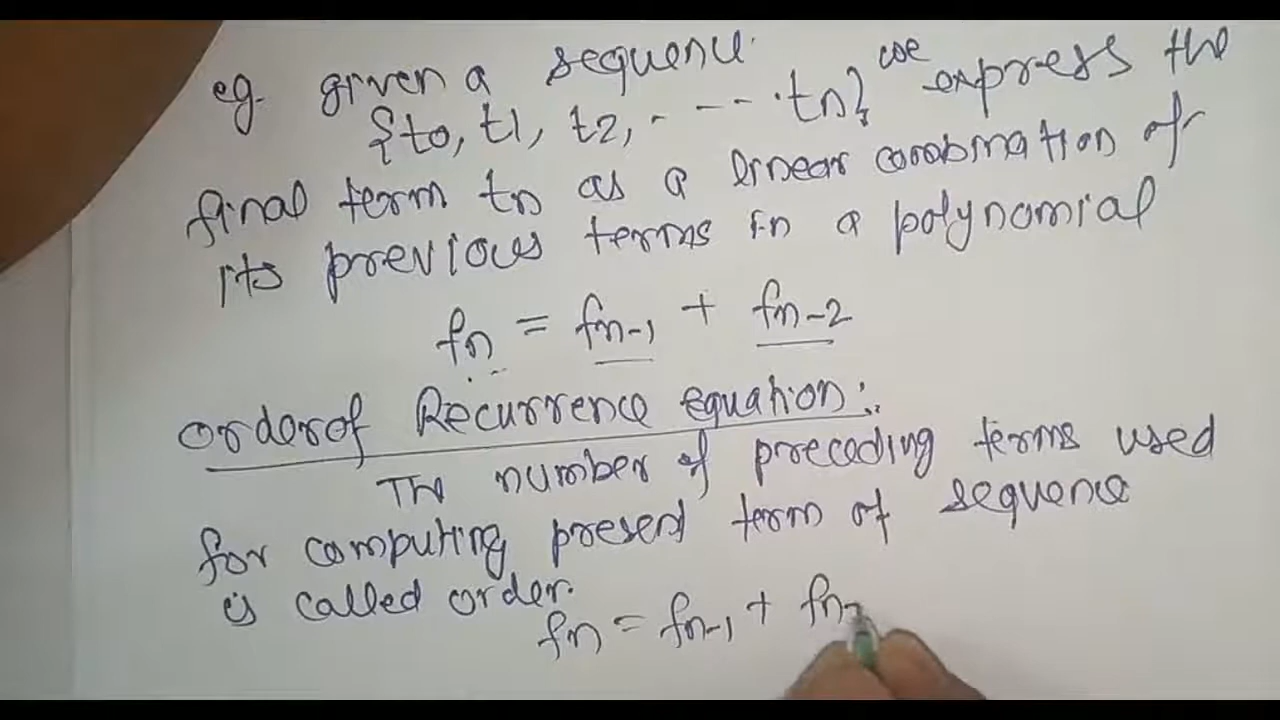 eg. given a sequence
{t0, t1, t2, - --- . tn} we express the
final term tn as a linear combination of
its previous terms in a polynomial
fn = fn-1 + fn-2
order of Recurrence equation:
The number of preceding terms used
for computing present term of sequence
is called order.
fn = fn-1 + fn-